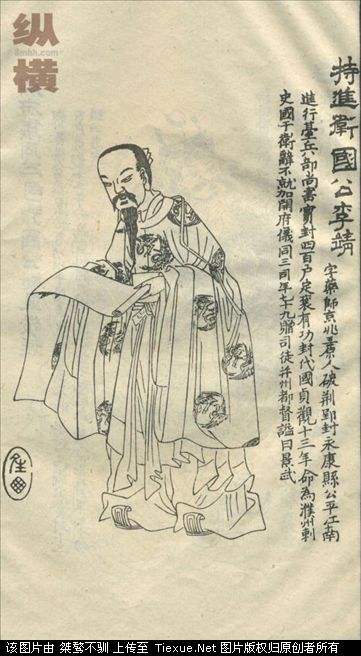 纵横
8mhh.com
特進衛國公李靖
字藥師京兆
人破荆郢封永康縣公平江南
進行臺兵部尚書實封四百戶定襄有功封代國貞觀十三年命為濮州刺
史國于衛辭不就加開府儀同三司年七十九贈司徒并州都督謚曰景武
该图片由 桀骜不驯 上传至 Tiexue.Net 图片版权归原创者所有